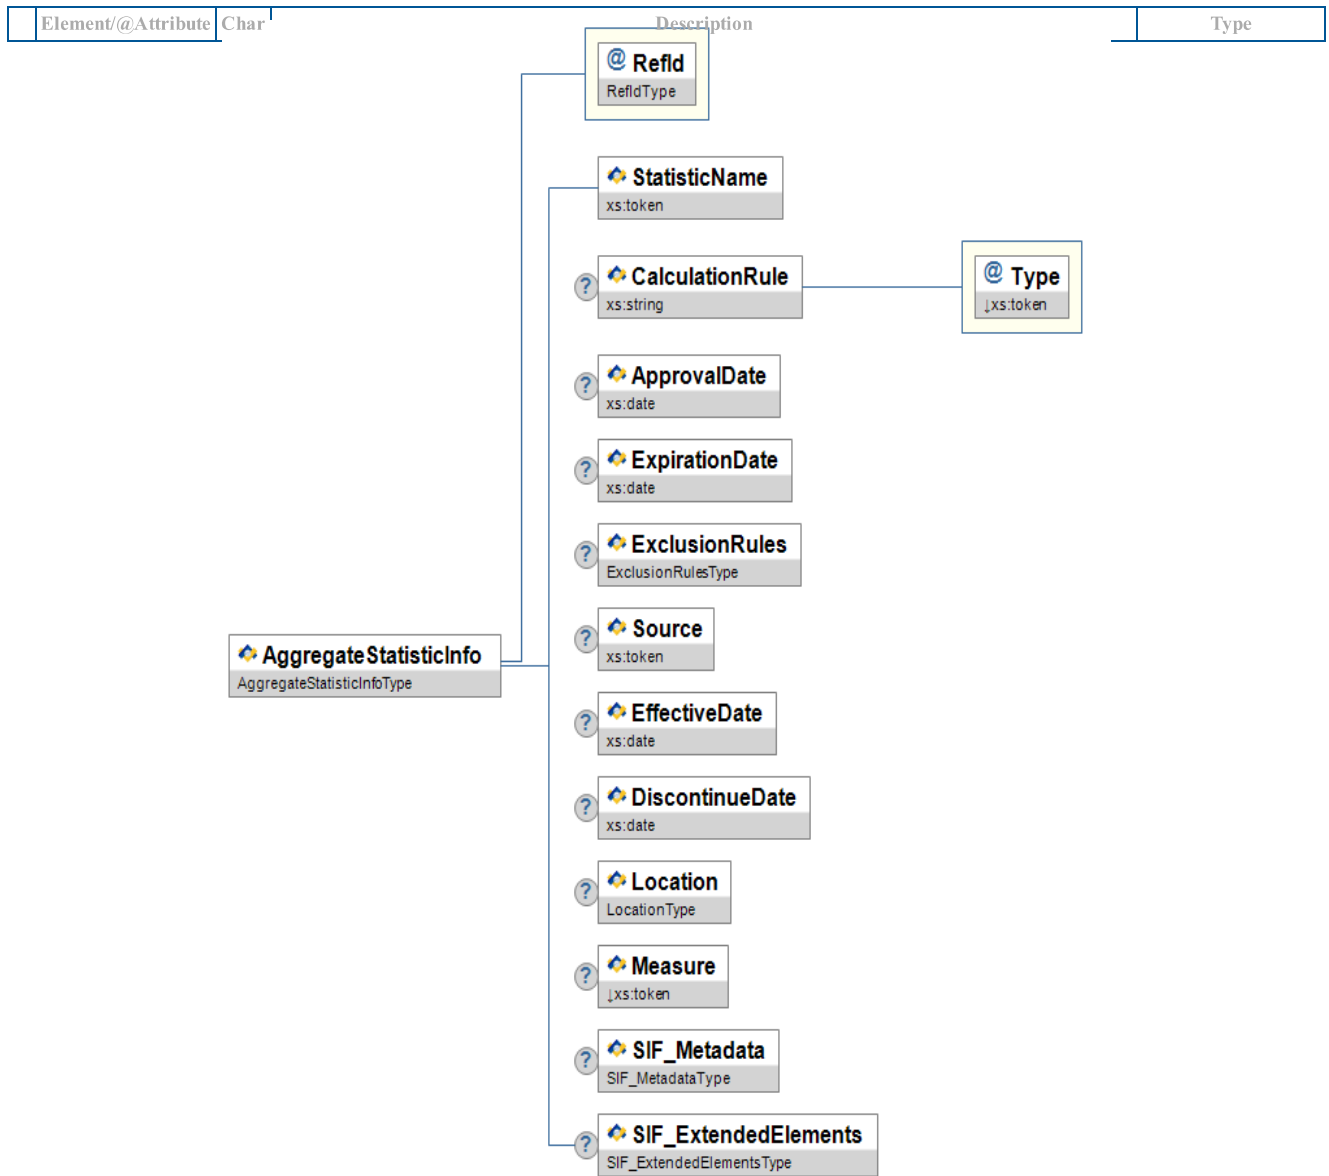 Element/@Attribute Char Description Type
@ RefId
RefIdType
StatisticName
xs:token
? CalculationRule
xs:string
@ Type
↓xs:token
? ApprovalDate
xs:date
? ExpirationDate
xs:date
? ExclusionRules
ExclusionRulesType
? Source
xs:token
AggregateStatisticInfo
AggregateStatisticInfoType
? EffectiveDate
xs:date
? DiscontinueDate
xs:date
? Location
LocationType
? Measure
↓xs:token
? SIF_Metadata
SIF_MetadataType
? SIF_ExtendedElements
SIF_ExtendedElementsType